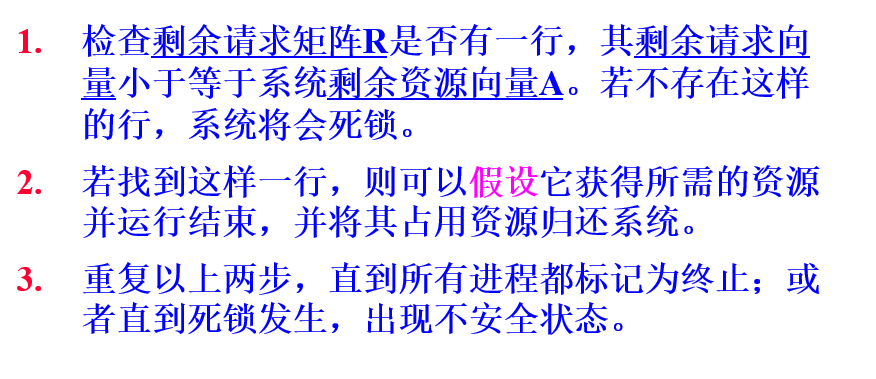 1. 检查剩余请求矩阵R是否有一行，其剩余请求向
量小于等于系统剩余资源向量A。若不存在这样
的行，系统将会死锁。
2. 若找到这样一行，则可以假设它获得所需的资源
并运行结束，并将其占用资源归还系统。
3. 重复以上两步，直到所有进程都标记为终止；或
者直到死锁发生，出现不安全状态。